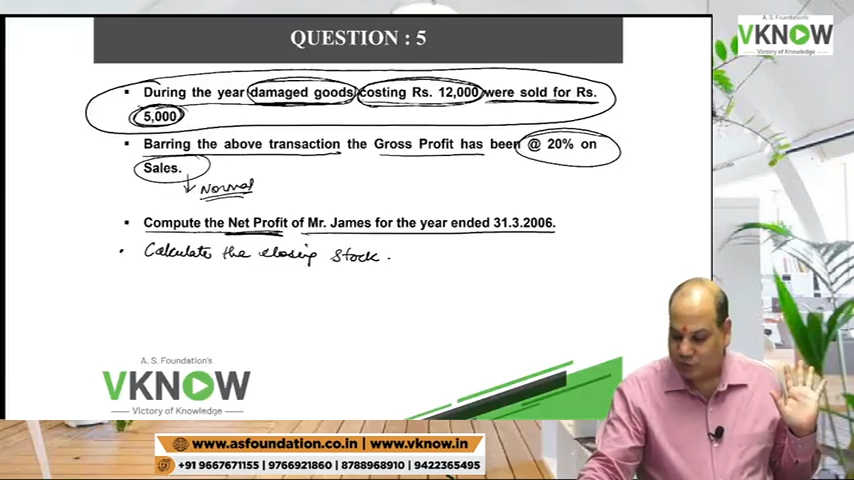 QUESTION : 5
A. S. Foundation's
VKNOW
Victory of Knowledge
During the year damaged goods costing Rs. 12,000 were sold for Rs.
5,000
Barring the above transaction the Gross Profit has been @ 20% on
Sales.
Normal
Compute the Net Profit of Mr. James for the year ended 31.3.2006.
Calculate the closing stock.
A. S. Foundation's
VKNOW
Victory of Knowledge
www.asfoundation.co.in | www.vknow.in
+91 9667671155 | 9766921860 | 8788968910 | 9422365495